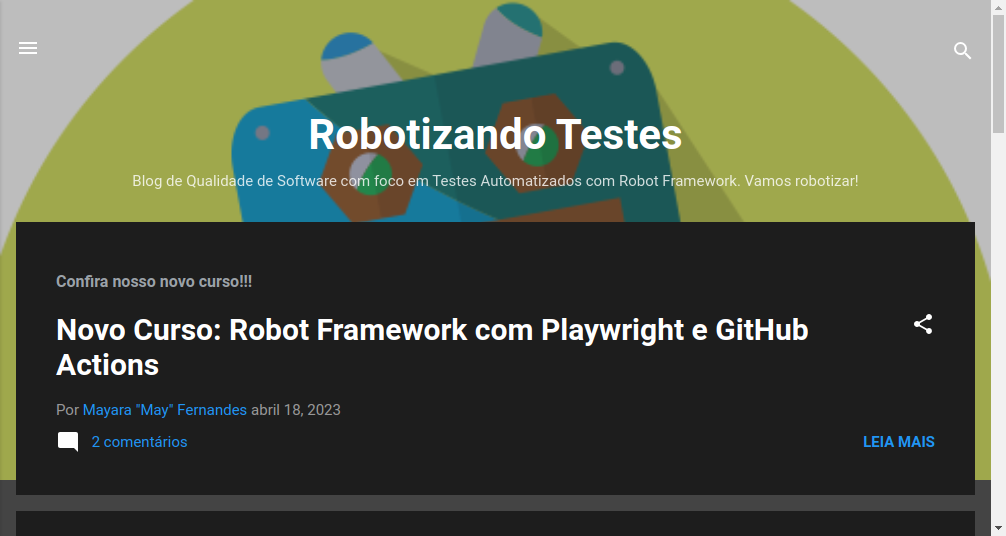 Robotizando Testes
Blog de Qualidade de Software com foco em Testes Automatizados com Robot Framework. Vamos robotizar!
Confira nosso novo curso!!!
Novo Curso: Robot Framework com Playwright e GitHub
Actions
Por Mayara "May" Fernandes abril 18, 2023
2 comentários
LEIA MAIS